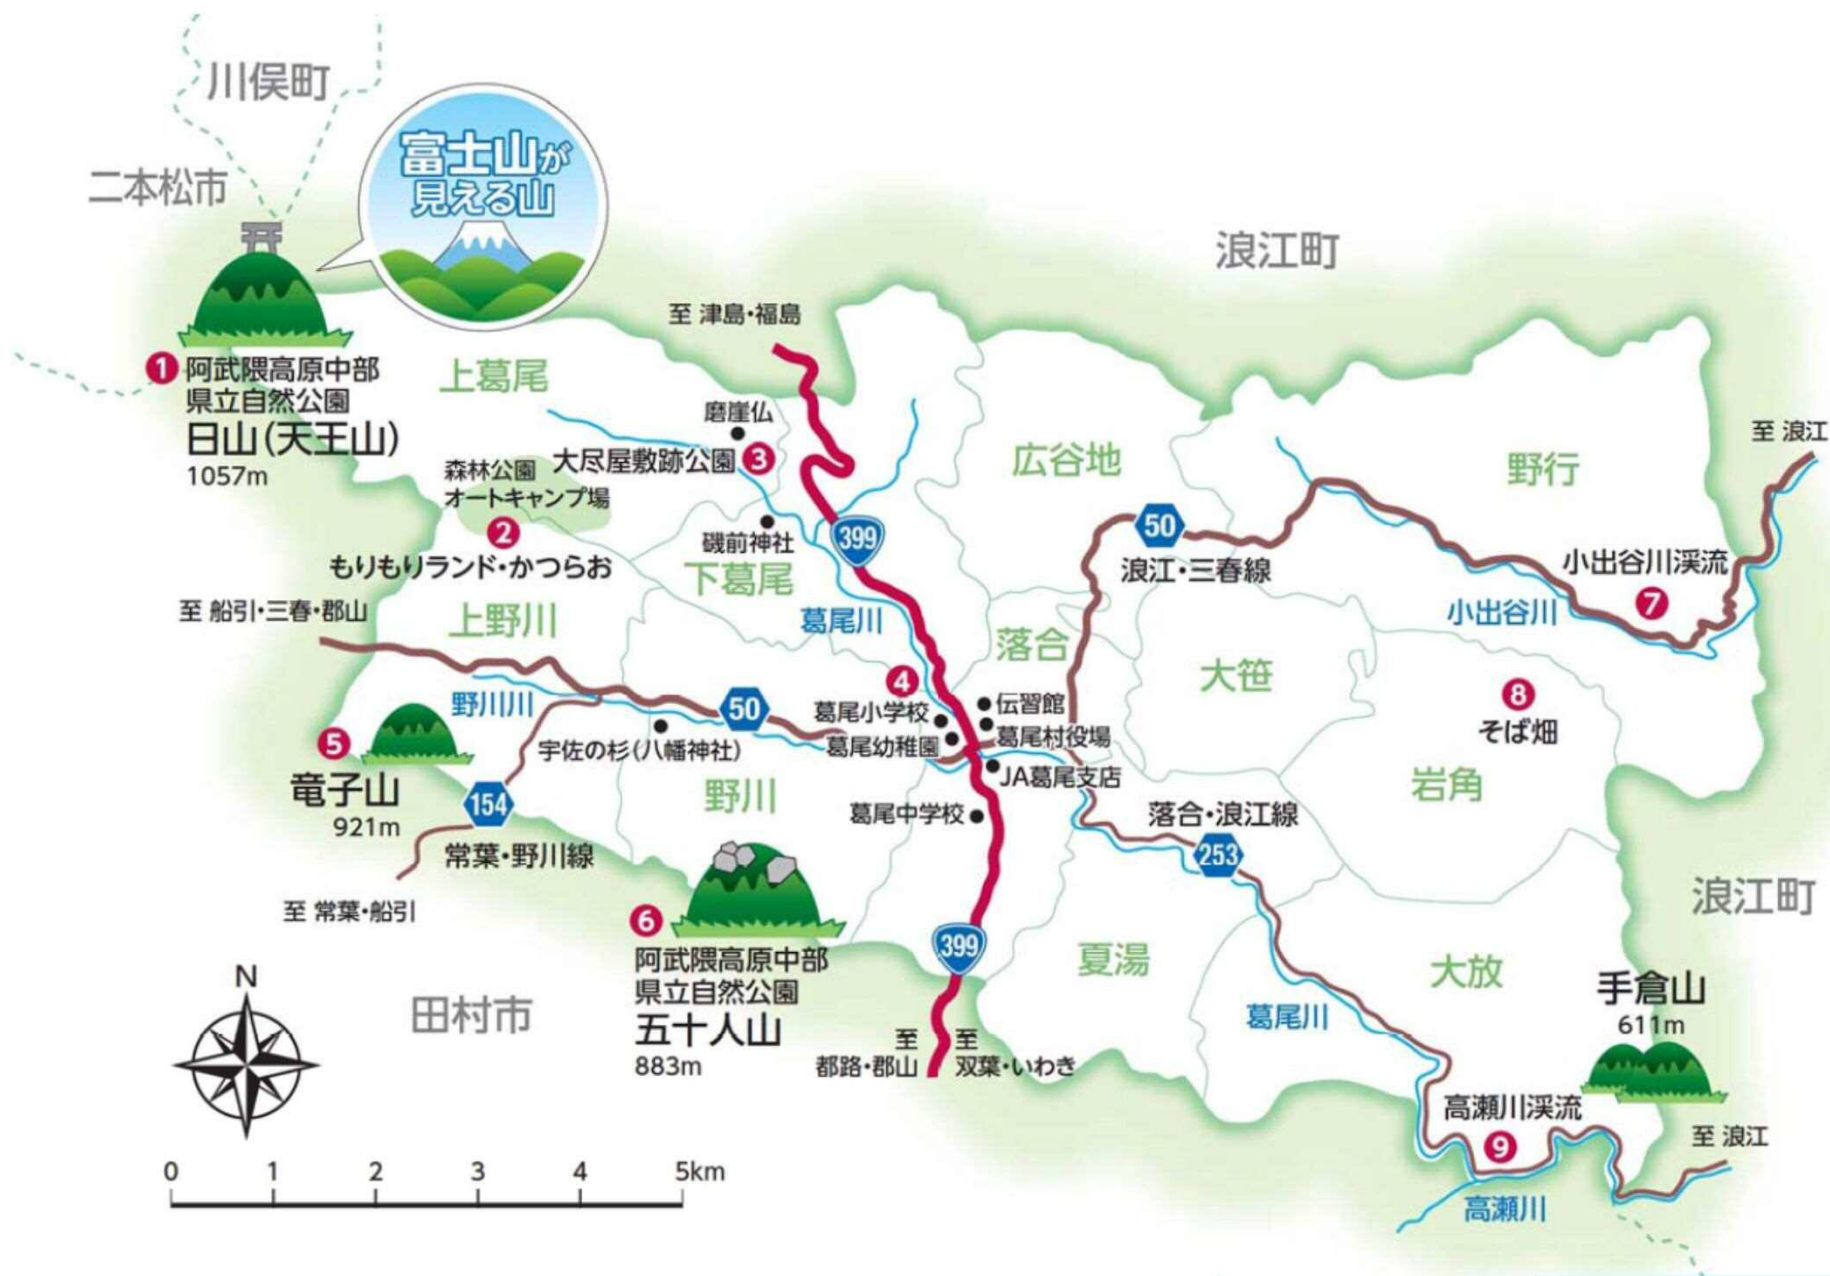 川俣町
二本松市
富士山が
見える山
浪江町
至 津島・福島
1 阿武隈高原中部
県立自然公園
日山(天王山)
1057m
上葛尾
磨崖仏
大尽屋敷跡公園 3
森林公園
オートキャンプ場
2
もりもりランド・かつらお
磯前神社
399
下葛尾
葛尾川
広谷地
50
浪江・三春線
野行
至 浪江
小出谷川渓流
7
小出谷川
至 船引・三春・郡山
上野川
落合
大笹
8
そば畑
野川川
50
宇佐の杉(八幡神社)
4
葛尾小学校
葛尾幼稚園
伝習館
葛尾村役場
JA葛尾支店
葛尾中学校
5
竜子山
921m
154
常葉・野川線
至 常葉・船引
野川
岩角
落合・浪江線
253
6
阿武隈高原中部
県立自然公園
五十人山
883m
399
至
都路・郡山
至
双葉・いわき
夏湯
葛尾川
大放
浪江町
手倉山
611m
高瀬川渓流
9
至 浪江
高瀬川
田村市
N
0 1 2 3 4 5km